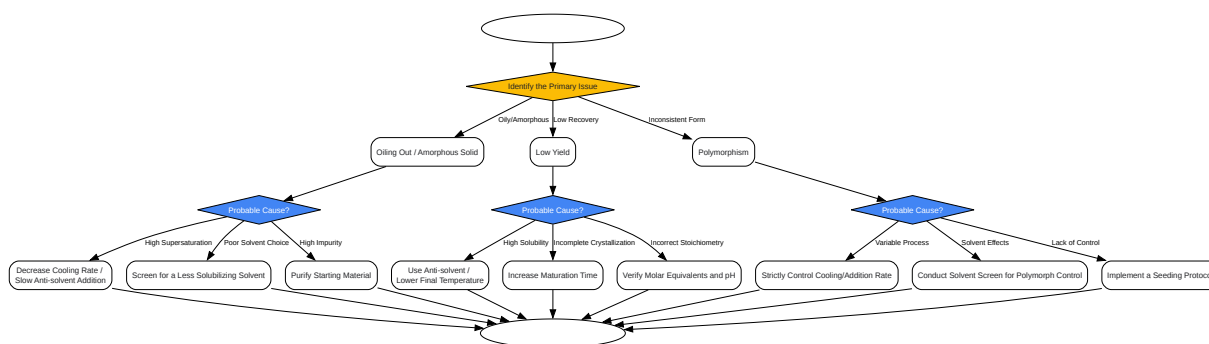 Identify the Primary Issue
Oily/Amorphous
Low Recovery
Inconsistent Form
Oiling Out / Amorphous Solid
Low Yield
Polymorphism
Probable Cause?
Probable Cause?
Probable Cause?
High Supersaturation
Poor Solvent Choice
High Impurity
High Solubility
Incomplete Crystallization
Incorrect Stoichiometry
Variable Process
Solvent Effects
Lack of Control
Decrease Cooling Rate /
Slow Anti-solvent Addition
Screen for a Less Solubilizing Solvent
Purify Starting Material
Use Anti-solvent /
Lower Final Temperature
Increase Maturation Time
Verify Molar Equivalents and pH
Strictly Control Cooling/Addition Rate
Conduct Solvent Screen for Polymorph Control
Implement a Seeding Protoco